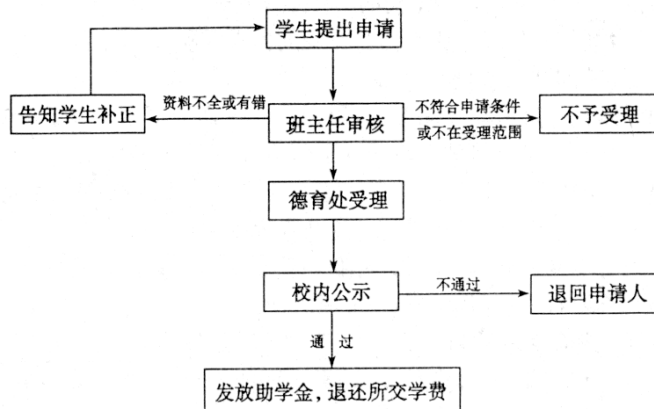 学生提出申请
告知学生补正
资料不全或有错
班主任审核
不符合申请条件
或不在受理范围
不予受理
德育处受理
校内公示
不通过
退回申请人
通过
发放助学金，退还所交学费